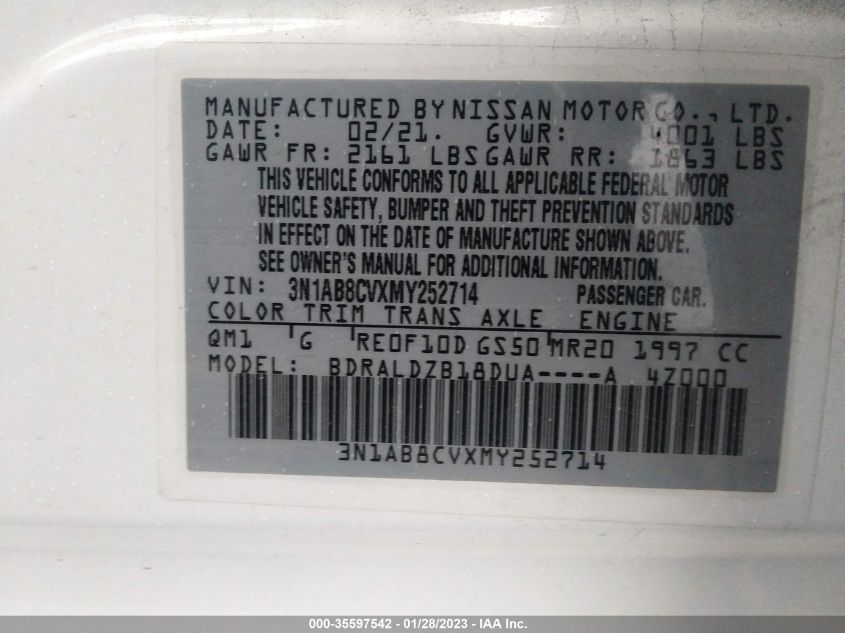 MANUFACTURED BY NISSAN MOTOR CO., LTD.
DATE: 02/21. GVWR: 4001 LBS
GAWR FR: 2161 LBS GAWR RR: 1863 LBS
THIS VEHICLE CONFORMS TO ALL APPLICABLE FEDERAL MOTOR
VEHICLE SAFETY, BUMPER AND THEFT PREVENTION STANDARDS
IN EFFECT ON THE DATE OF MANUFACTURE SHOWN ABOVE.
SEE OWNER'S MANUAL FOR ADDITIONAL INFORMATION.
VIN: 3N1AB8CVXMY252714 PASSENGER CAR.
COLOR TRIM TRANS AXLE ENGINE
QM1 G RE0F10D GS50 MR20 1997 CC
MODEL: BDRALDZB18DUA----A 4Z000
3N1AB8CVXMY252714
000-35597542 - 01/28/2023 - IAA Inc.